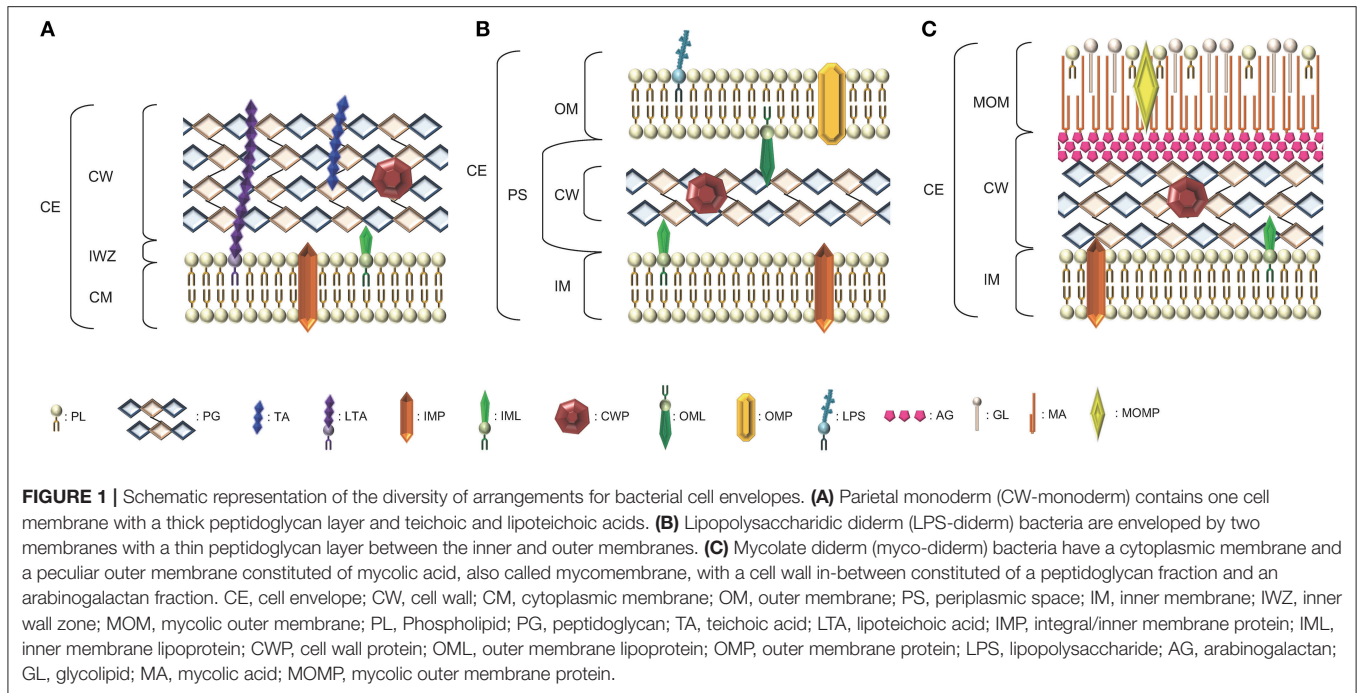 A
B
C
CE
CW
IWZ
CM
CE
PS
OM
CW
IM
CE
MOM
CW
IM
: PL
: PG
: TA
: LTA
: IMP
: IML
: CWP
: OML
: OMP
: LPS
: AG
: GL
: MA
: MOMP
FIGURE 1 | Schematic representation of the diversity of arrangements for bacterial cell envelopes. (A) Parietal monoderm (CW-monoderm) contains one cell
membrane with a thick peptidoglycan layer and teichoic and lipoteichoic acids. (B) Lipopolysaccharidic diderm (LPS-diderm) bacteria are enveloped by two
membranes with a thin peptidoglycan layer between the inner and outer membranes. (C) Mycolate diderm (myco-diderm) bacteria have a cytoplasmic membrane and
a peculiar outer membrane constituted of mycolic acid, also called mycomembrane, with a cell wall in-between constituted of a peptidoglycan fraction and an
arabinogalactan fraction. CE, cell envelope; CW, cell wall; CM, cytoplasmic membrane; OM, outer membrane; PS, periplasmic space; IM, inner membrane; IWZ, inner
wall zone; MOM, mycolic outer membrane; PL, Phospholipid; PG, peptidoglycan; TA, teichoic acid; LTA, lipoteichoic acid; IMP, integral/inner membrane protein; IML,
inner membrane lipoprotein; CWP, cell wall protein; OML, outer membrane lipoprotein; OMP, outer membrane protein; LPS, lipopolysaccharide; AG, arabinogalactan;
GL, glycolipid; MA, mycolic acid; MOMP, mycolic outer membrane protein.